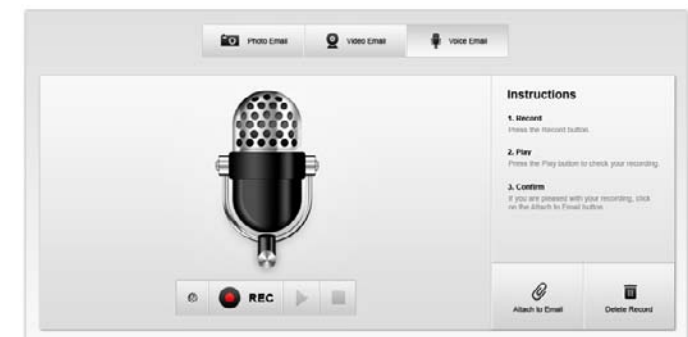 Photo Email
Video Email
Voice Email
Instructions
1. Record
Press the Record button.
2. Play
Press the Play button to check your recording.
3. Confirm
If you are pleased with your recording, click
on the Attach to Email button
REC
Attach to Email
Delete Record